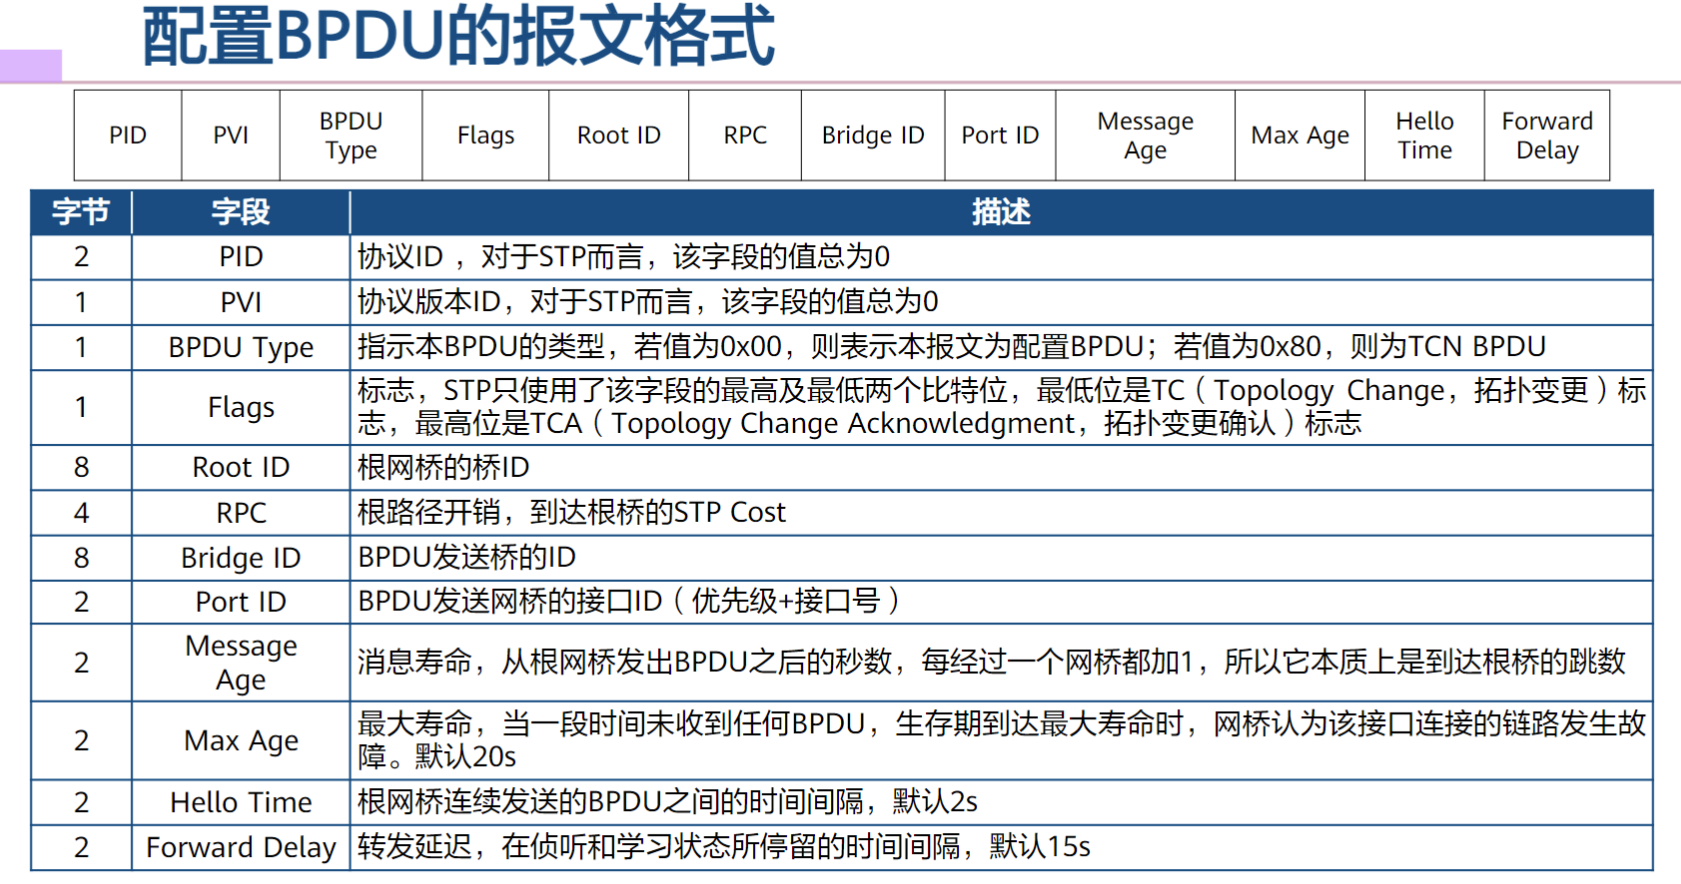 配置BPDU的报文格式
PID PVI BPDU Type Flags Root ID RPC Bridge ID Port ID Message Age Max Age Hello Time Forward Delay
字节 字段 描述
2 PID 协议ID ，对于STP而言，该字段的值总为0
1 PVI 协议版本ID，对于STP而言，该字段的值总为0
1 BPDU Type 指示本BPDU的类型，若值为0x00，则表示本报文为配置BPDU；若值为0x80，则为TCN BPDU
1 Flags 标志，STP只使用了该字段的最高及最低两个比特位，最低位是TC（Topology Change，拓扑变更）标
志，最高位是TCA（Topology Change Acknowledgment，拓扑变更确认）标志
8 Root ID 根网桥的桥ID
4 RPC 根路径开销，到达根桥的STP Cost
8 Bridge ID BPDU发送桥的ID
2 Port ID BPDU发送网桥的接口ID（优先级+接口号）
2 Message Age 消息寿命，从根网桥发出BPDU之后的秒数，每经过一个网桥都加1，所以它本质上是到达根桥的跳数
2 Max Age 最大寿命，当一段时间未收到任何BPDU，生存期到达最大寿命时，网桥认为该接口连接的链路发生故
障。默认20s
2 Hello Time 根网桥连续发送的BPDU之间的时间间隔，默认2s
2 Forward Delay 转发延迟，在侦听和学习状态所停留的时间间隔，默认15s